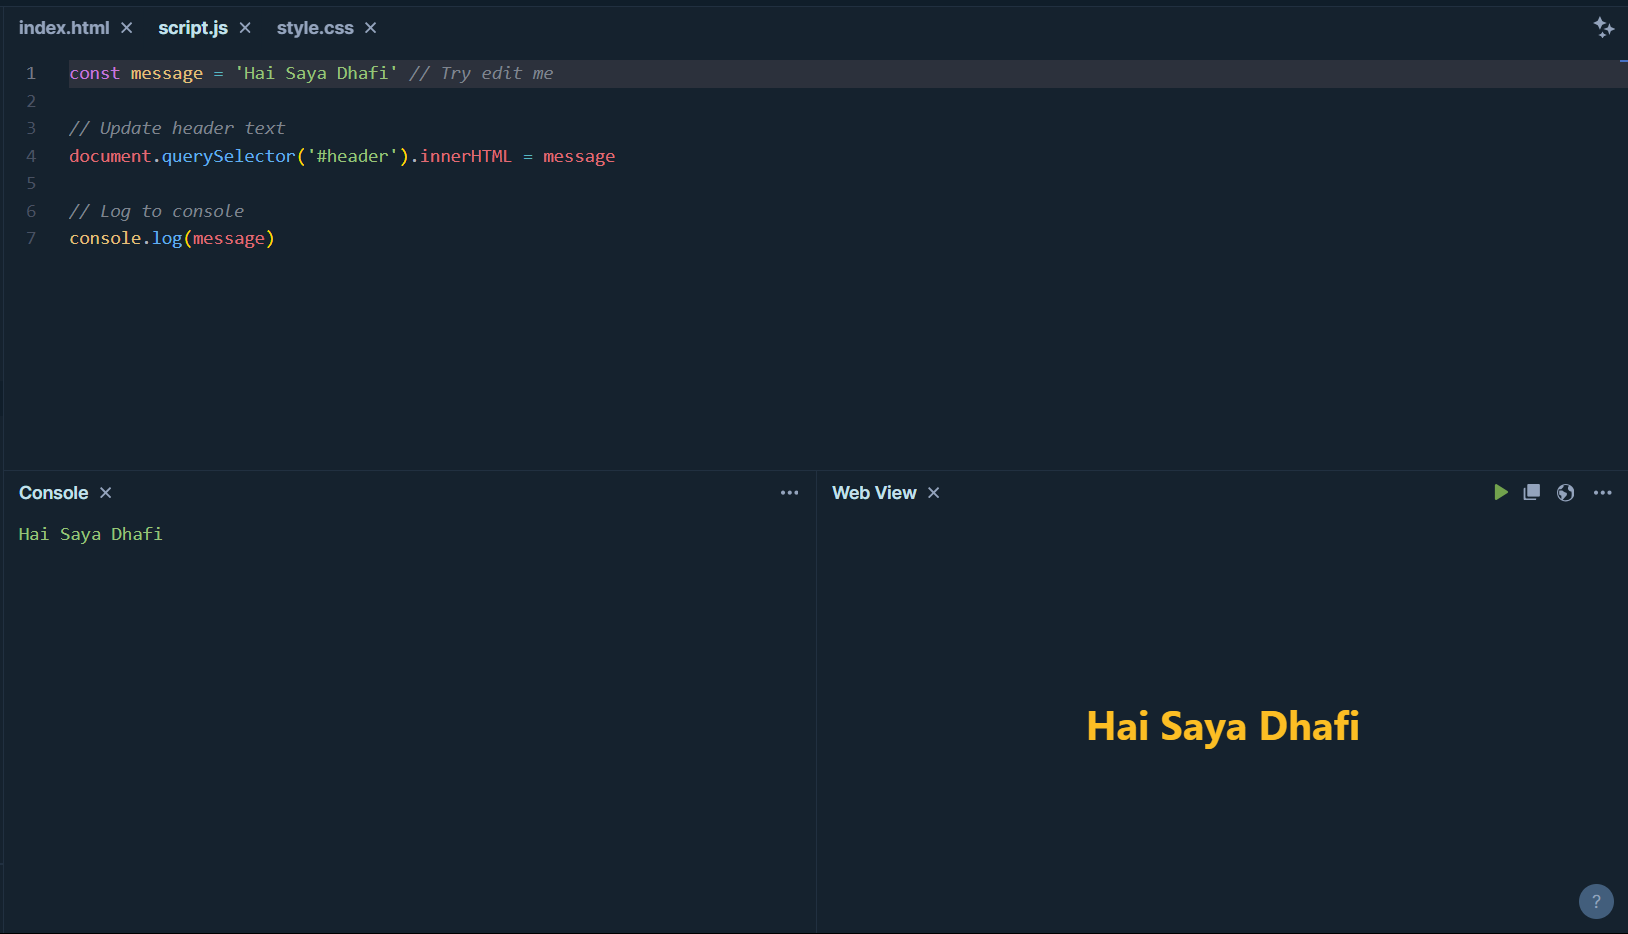 index.html script.js style.css
1 const message = 'Hai Saya Dhafi' // Try edit me
2
3 // Update header text
4 document.querySelector('#header').innerHTML = message
5
6 // Log to console
7 console.log(message)
Console
Hai Saya Dhafi
Web View
Hai Saya Dhafi
?